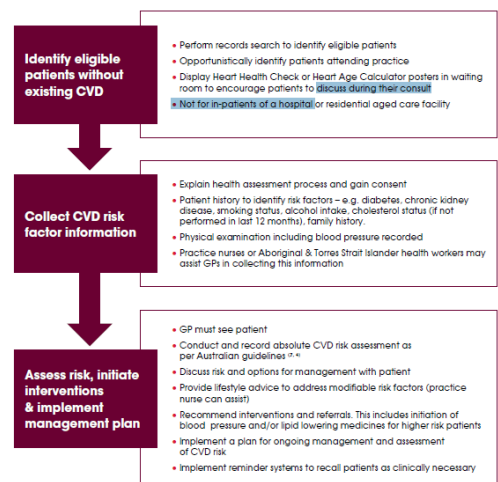 Identify eligible
patients without
existing CVD
• Perform records search to identify eligible patients
• Opportunistically identify patients attending practice
• Display Heart Health Check or Heart Age Calculator posters in waiting
room to encourage patients to discuss during their consult
• Not for in-patients of a hospital or residential aged care facility
Collect CVD risk
factor information
• Explain health assessment process and gain consent
• Patient history to identify risk factors – e.g. diabetes, chronic kidney
disease, smoking status, alcohol intake, cholesterol status (if not
performed in last 12 months), family history.
• Physical examination including blood pressure recorded
• Practice nurses or Aboriginal & Torres Strait Islander health workers may
assist GPs in collecting this information
Assess risk, initiate
interventions
& implement
management plan
• GP must see patient
• Conduct and record absolute CVD risk assessment as
per Australian guidelines (7, 4)
• Discuss risk and options for management with patient
• Provide lifestyle advice to address modifiable risk factors (practice
nurse can assist)
• Recommend interventions and referrals. This includes initiation of
blood pressure and/or lipid lowering medicines for higher risk patients
• Implement a plan for ongoing management and assessment
of CVD risk
• Implement reminder systems to recall patients as clinically necessary